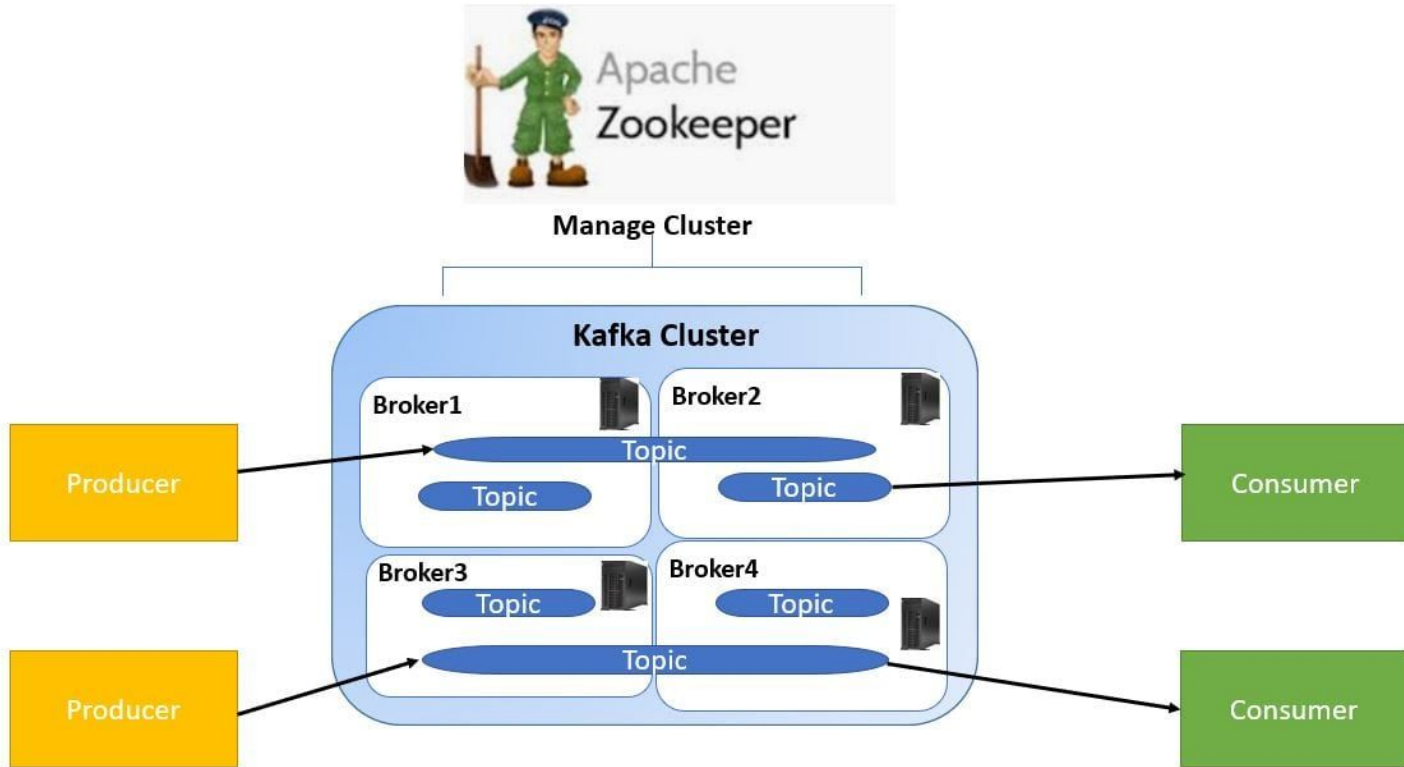 Apache
Zookeeper
Manage Cluster
Kafka Cluster
Broker1
Broker2
Topic
Topic
Topic
Producer
Consumer
Broker3
Broker4
Topic
Topic
Topic
Producer
Consumer